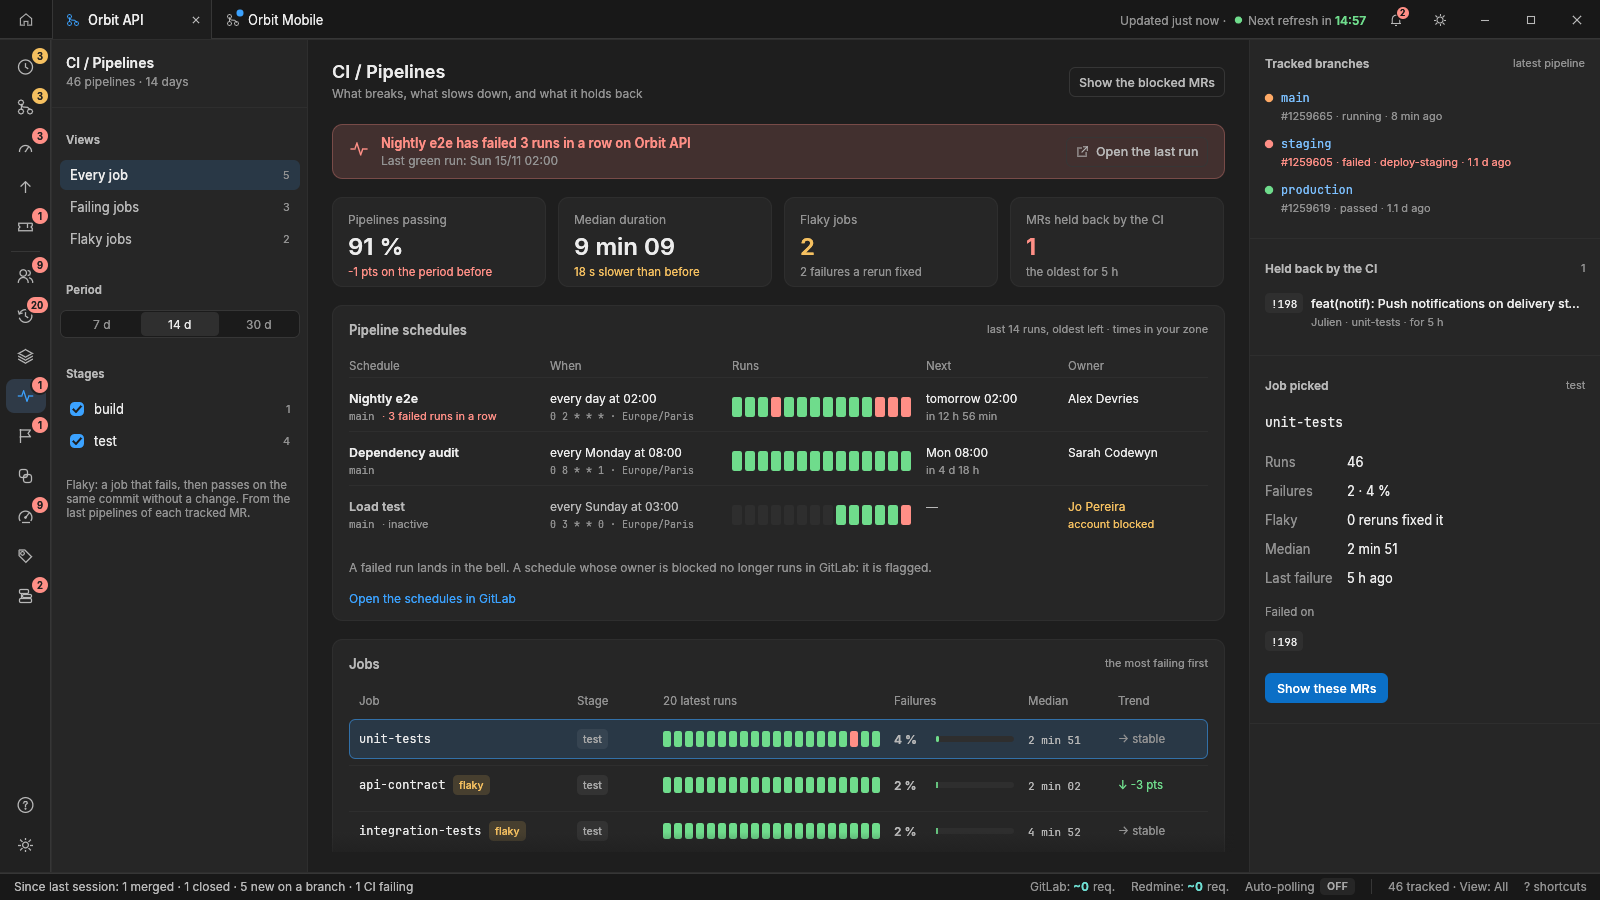 Orbit API
Orbit Mobile
Updated just now ·
Next refresh in 14:57
2
3
3
3
1
9
20
1
1
9
2
CI / Pipelines
46 pipelines · 14 days
Views
Every job 5
Failing jobs 3
Flaky jobs 2
Period
7 d 14 d 30 d
Stages
build 1
test 4
Flaky: a job that fails, then passes on the
same commit without a change. From the
last pipelines of each tracked MR.
CI / Pipelines
What breaks, what slows down, and what it holds back
Show the blocked MRs
Nightly e2e has failed 3 runs in a row on Orbit API
Last green run: Sun 15/11 02:00
Open the last run
Pipelines passing
91 %
-1 pts on the period before
Median duration
9 min 09
18 s slower than before
Flaky jobs
2
2 failures a rerun fixed
MRs held back by the CI
1
the oldest for 5 h
Pipeline schedules
last 14 runs, oldest left · times in your zone
Schedule When Runs Next Owner
Nightly e2e every day at 02:00 tomorrow 02:00 Alex Devries
main · 3 failed runs in a row 0 2 * * * · Europe/Paris in 12 h 56 min
Dependency audit every Monday at 08:00 Mon 08:00 Sarah Codewyn
main 0 8 * * 1 · Europe/Paris in 4 d 18 h
Load test every Sunday at 03:00 — Jo Pereira
main · inactive 0 3 * * 0 · Europe/Paris account blocked
A failed run lands in the bell. A schedule whose owner is blocked no longer runs in GitLab: it is flagged.
Open the schedules in GitLab
Jobs
the most failing first
Job Stage 20 latest runs Failures Median Trend
unit-tests test 4 % 2 min 51 → stable
api-contract flaky test 2 % 2 min 02 ↓ -3 pts
integration-tests flaky test 2 % 4 min 52 → stable
Tracked branches latest pipeline
main
#1259665 · running · 8 min ago
staging
#1259605 · failed · deploy-staging · 1.1 d ago
production
#1259619 · passed · 1.1 d ago
Held back by the CI 1
!198 feat(notif): Push notifications on delivery st...
Julien · unit-tests · for 5 h
Job picked test
unit-tests
Runs 46
Failures 2 · 4 %
Flaky 0 reruns fixed it
Median 2 min 51
Last failure 5 h ago
Failed on
!198
Show these MRs
Since last session: 1 merged · 1 closed · 5 new on a branch · 1 CI failing
GitLab: ~0 req. Redmine: ~0 req. Auto-polling OFF 46 tracked · View: All ? shortcuts